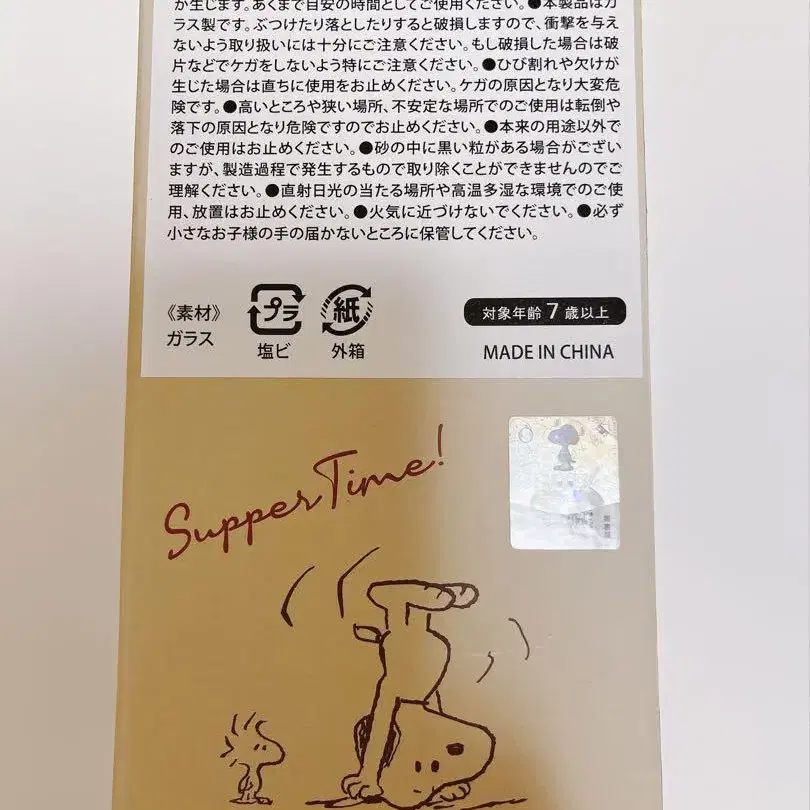 が生じます。あくまで目安の時間としてご使用ください。●本製品はガ
ラス製です。ぶつけたり落としたりすると破損しますので、衝撃を与え
ないよう取り扱いには十分にご注意ください。もし破損した場合は破
片などでケガをしないよう特にご注意ください。●ひび割れや欠けが
生じた場合は直ちに使用をお止めください。ケガの原因となり大変危
険です。●高いところや狭い場所、不安定な場所でのご使用は転倒や
落下の原因となり危険ですのでお止めください。●本来の用途以外で
のご使用はお止めください。●砂の中に黒い粒がある場合がござい
ますが、製造過程で発生するもので取り除くことができませんのでご
理解ください。●直射日光の当たる場所や高温多湿な環境でのご使
用、放置はお止めください。●火気に近づけないでください。●必ず
小さなお子様の手の届かないところに保管してください。
《素材》
ガラス
プラ
塩ビ
紙
外箱
対象年齢7歳以上
MADE IN CHINA
Supper Time!